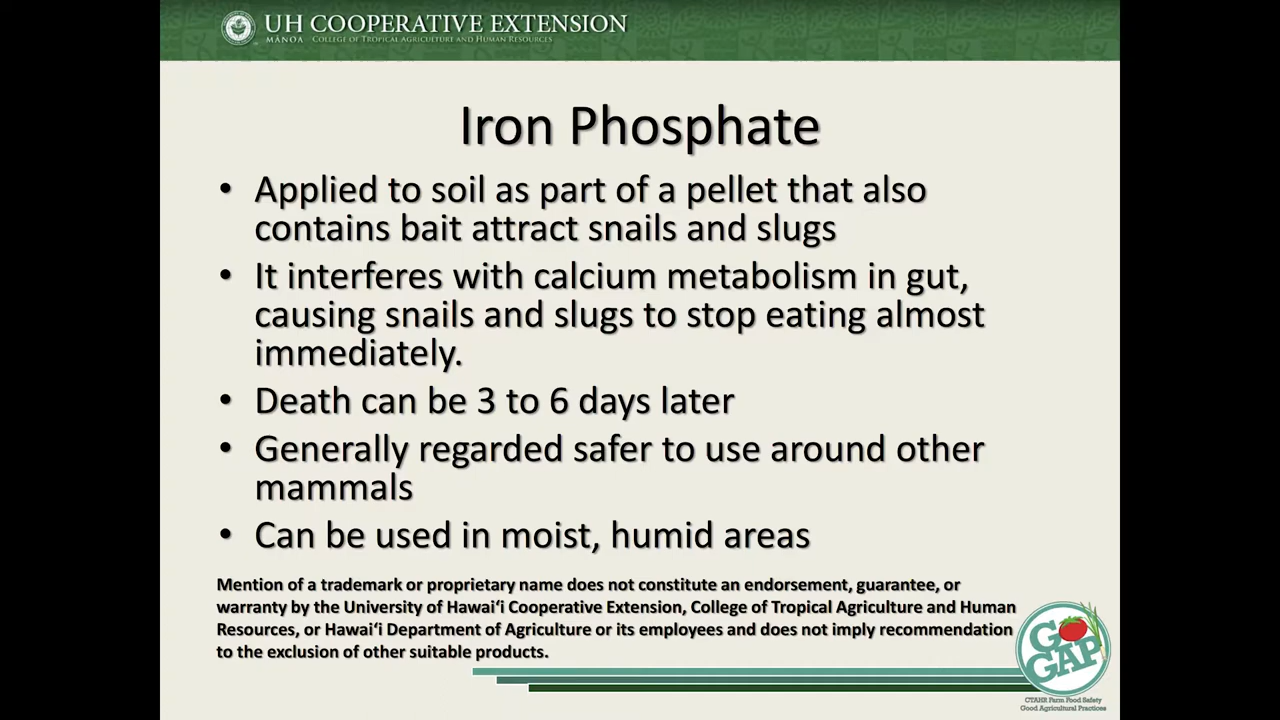 UH COOPERATIVE EXTENSION
MĀNOA COLLEGE OF TROPICAL AGRICULTURE AND HUMAN RESOURCES
Iron Phosphate
• Applied to soil as part of a pellet that also
contains bait attract snails and slugs
• It interferes with calcium metabolism in gut,
causing snails and slugs to stop eating almost
immediately.
• Death can be 3 to 6 days later
• Generally regarded safer to use around other
mammals
• Can be used in moist, humid areas
Mention of a trademark or proprietary name does not constitute an endorsement, guarantee, or
warranty by the University of Hawai‘i Cooperative Extension, College of Tropical Agriculture and Human
Resources, or Hawai‘i Department of Agriculture or its employees and does not imply recommendation
to the exclusion of other suitable products.
GO
GAP
CTAHR Farm Food Safety
Good Agricultural Practices